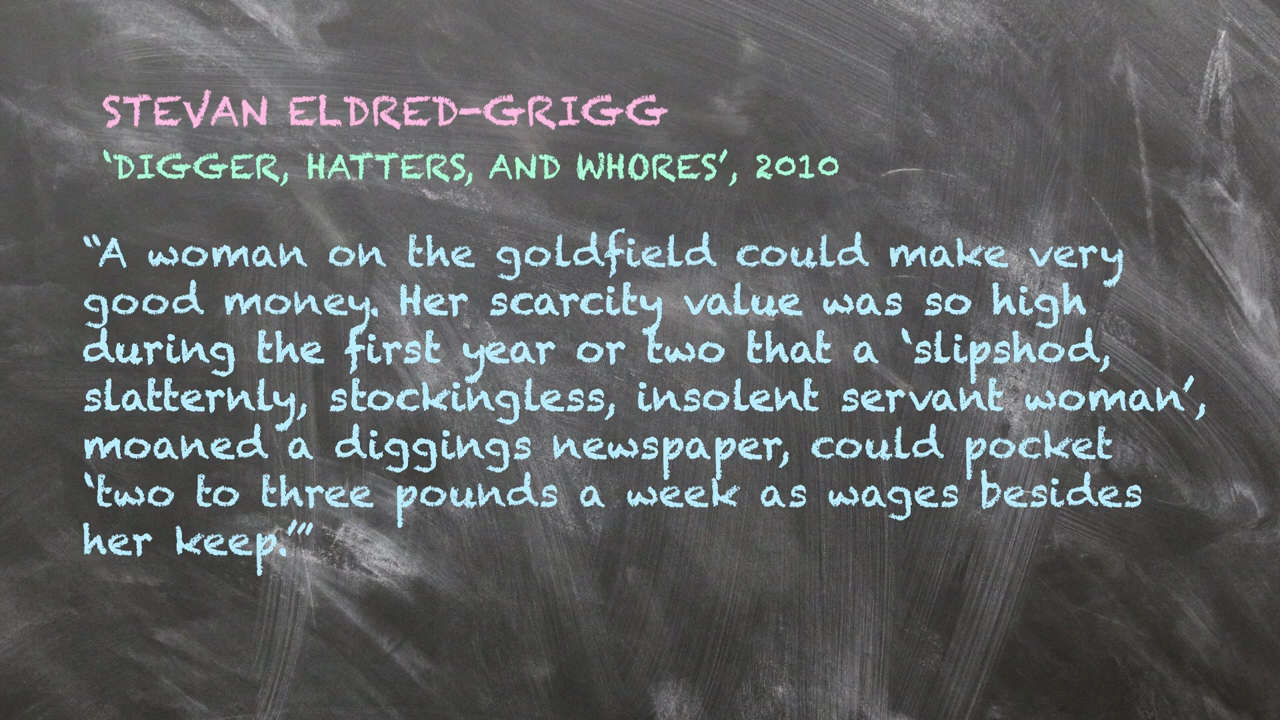 STEVAN ELDRED-GRIGG
‘DIGGER, HATTERS, AND WHORES’, 2010
“A woman on the goldfield could make very
good money. Her scarcity value was so high
during the first year or two that a ‘slipshod,
slatternly, stockingless, insolent servant woman’,
moaned a diggings newspaper, could pocket
‘two to three pounds a week as wages besides
her keep.’”